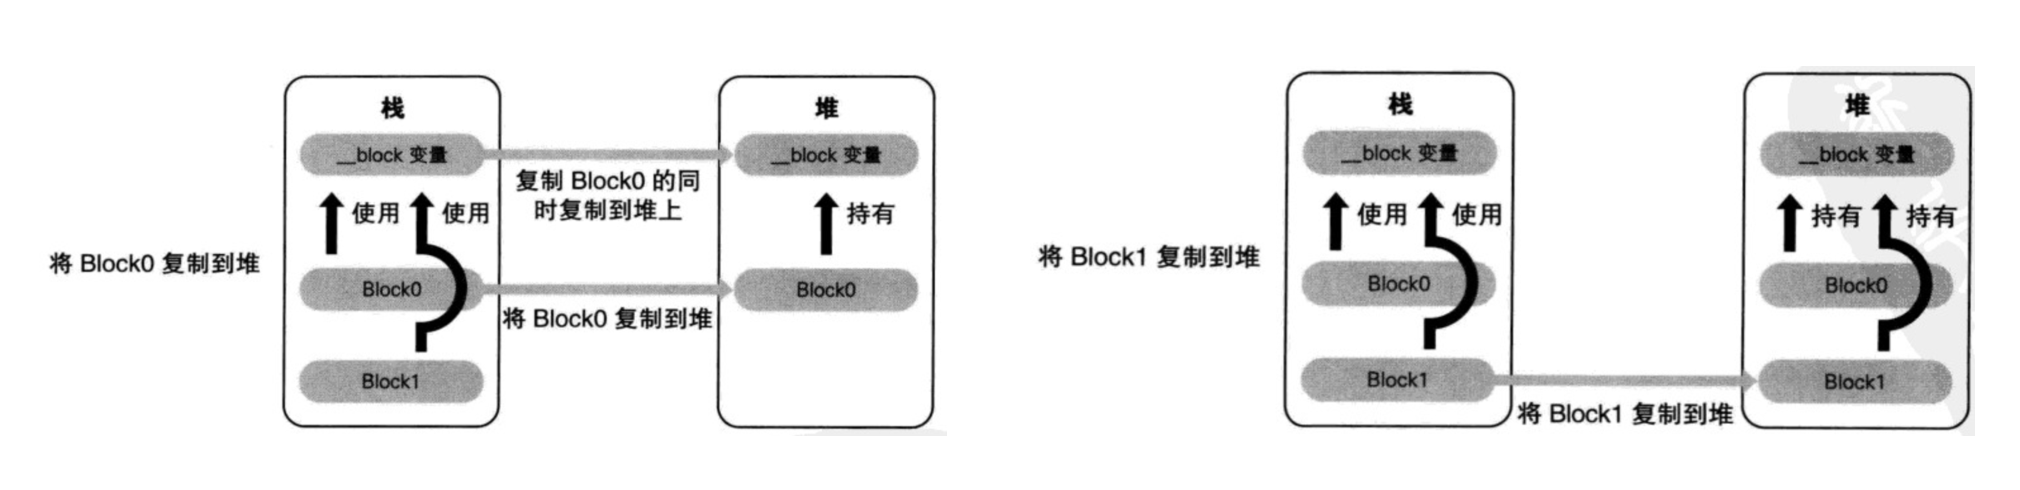 栈
堆
__block 变量
__block 变量
复制 Block0 的同
时复制到堆上
使用
使用
持有
将 Block0 复制到堆
Block0
Block0
将 Block0 复制到堆
Block1
栈
堆
__block 变量
__block 变量
使用
使用
持有
持有
将 Block1 复制到堆
Block0
Block0
Block1
Block1
将 Block1 复制到堆